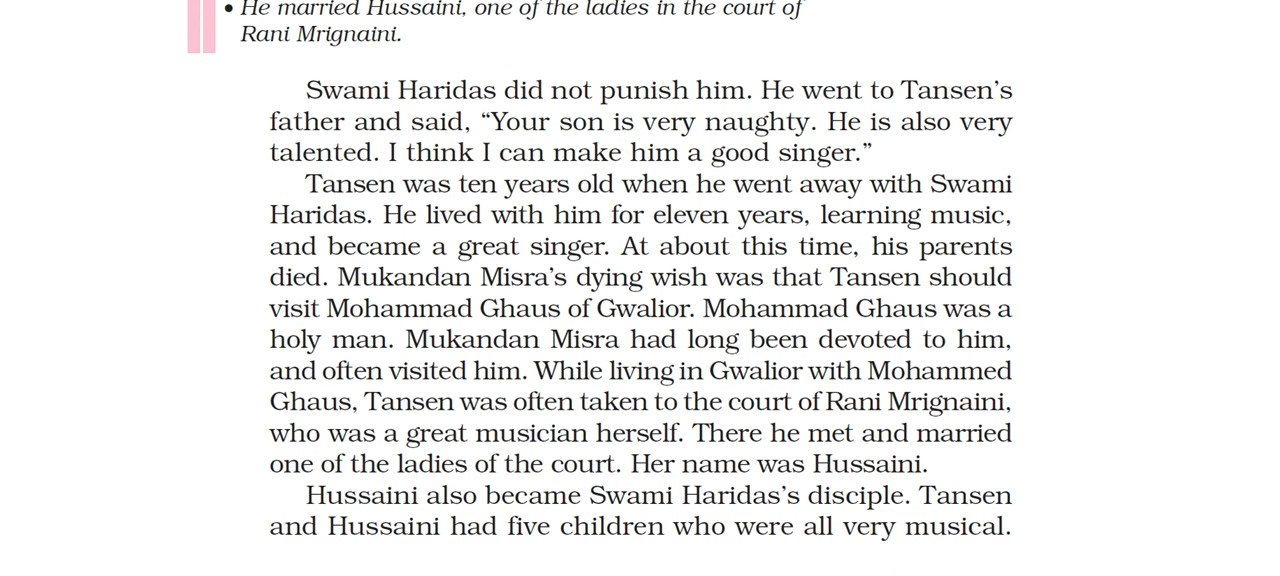 • He married Hussaini, one of the ladies in the court of
Rani Mrignaini.
Swami Haridas did not punish him. He went to Tansen’s
father and said, “Your son is very naughty. He is also very
talented. I think I can make him a good singer.”
Tansen was ten years old when he went away with Swami
Haridas. He lived with him for eleven years, learning music,
and became a great singer. At about this time, his parents
died. Mukandan Misra’s dying wish was that Tansen should
visit Mohammad Ghaus of Gwalior. Mohammad Ghaus was a
holy man. Mukandan Misra had long been devoted to him,
and often visited him. While living in Gwalior with Mohammed
Ghaus, Tansen was often taken to the court of Rani Mrignaini,
who was a great musician herself. There he met and married
one of the ladies of the court. Her name was Hussaini.
Hussaini also became Swami Haridas’s disciple. Tansen
and Hussaini had five children who were all very musical.